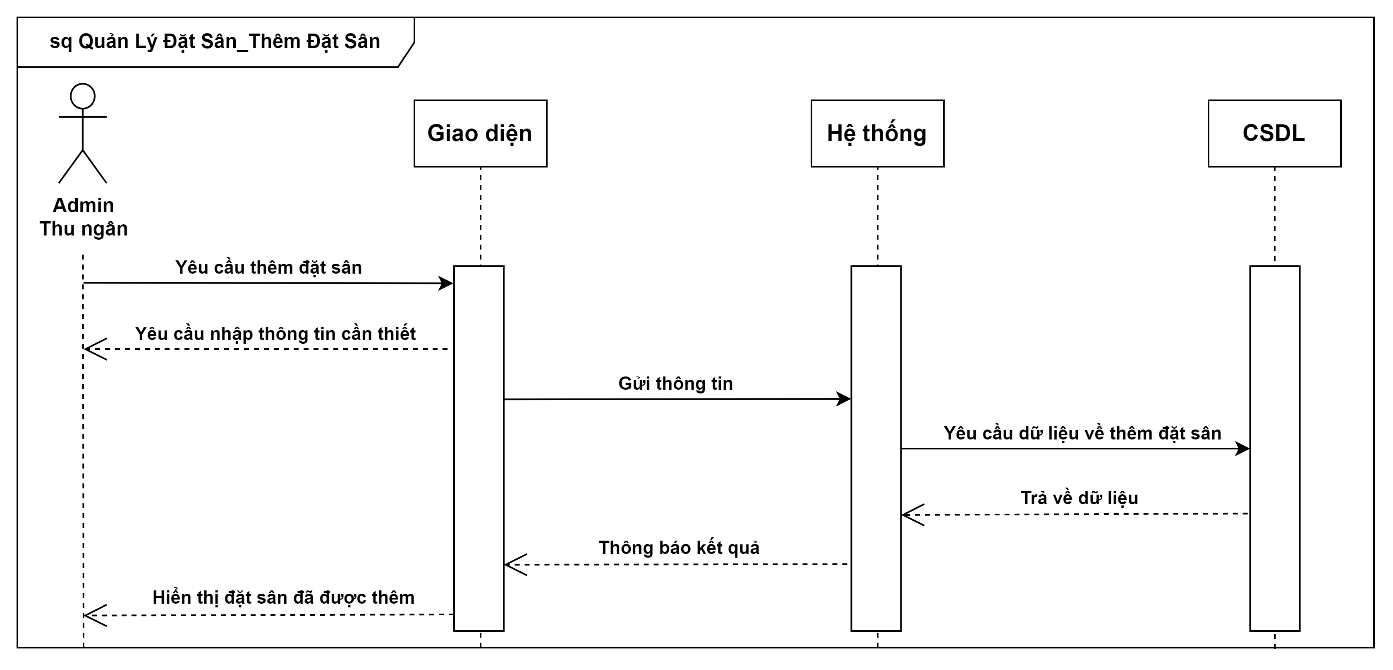 sq Quản Lý Đặt Sân_Thêm Đặt Sân
Giao diện
Hệ thống
CSDL
Admin
Thu ngân
Yêu cầu thêm đặt sân
Yêu cầu nhập thông tin cần thiết
Gửi thông tin
Yêu cầu dữ liệu về thêm đặt sân
Trả về dữ liệu
Thông báo kết quả
Hiển thị đặt sân đã được thêm